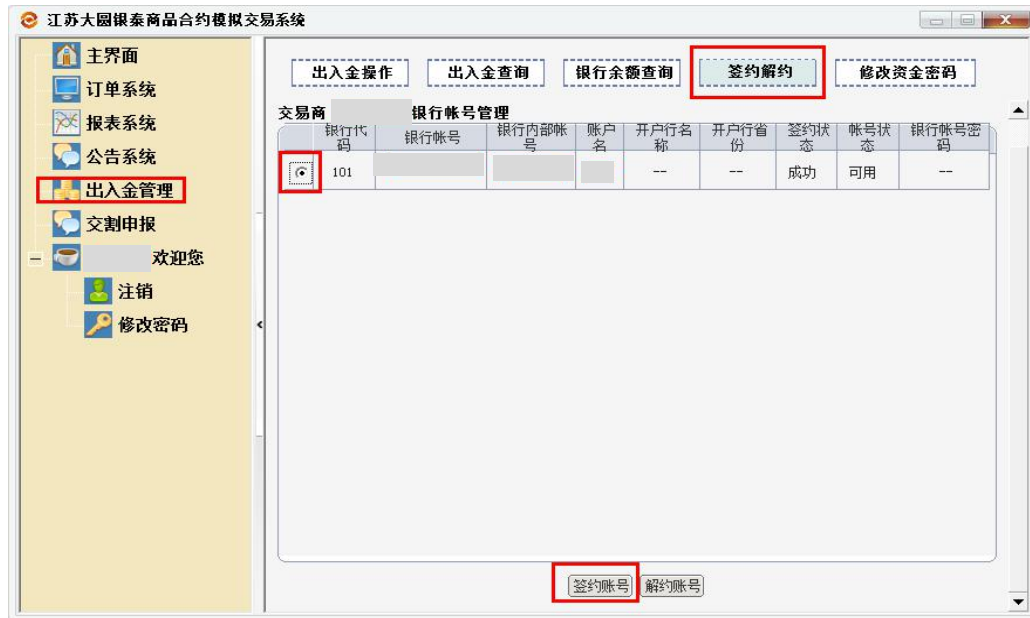 江苏大圆银泰商品合约模拟交易系统
主界面
订单系统
报表系统
公告系统
出入金管理
交割申报
欢迎您
注销
修改密码
出入金操作 出入金查询 银行余额查询 签约解约 修改资金密码
交易商 银行帐号管理
银行代码 银行帐号 银行内部帐号 账户名 开户行名称 开户行省份 签约状态 帐号状态 银行帐号密码
101 -- -- 成功 可用 --
签约账号 解约账号